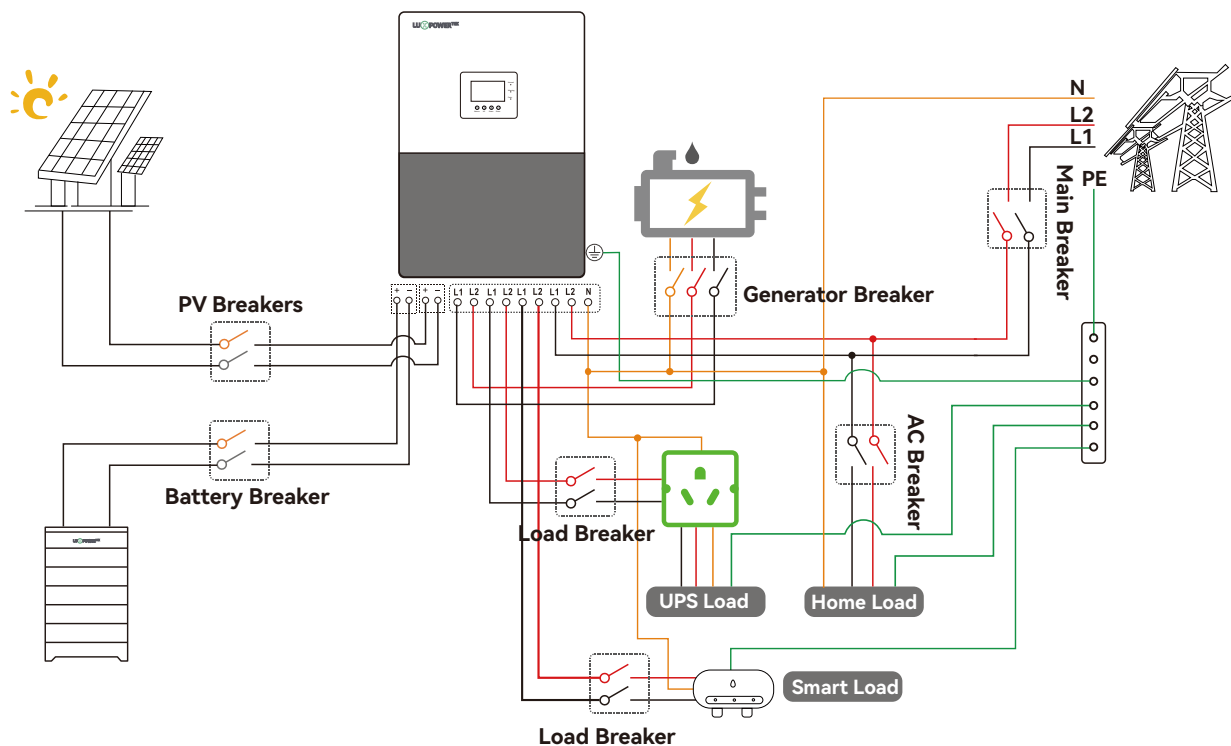 LUXPOWERTEK
N
L2
L1
PE
Main Breaker
PV Breakers
+ − + −
L1 L2 L1 L2 L1 L2 L1 L2 N
Generator Breaker
Battery Breaker
AC Breaker
Load Breaker
UPS Load
Home Load
Smart Load
Load Breaker